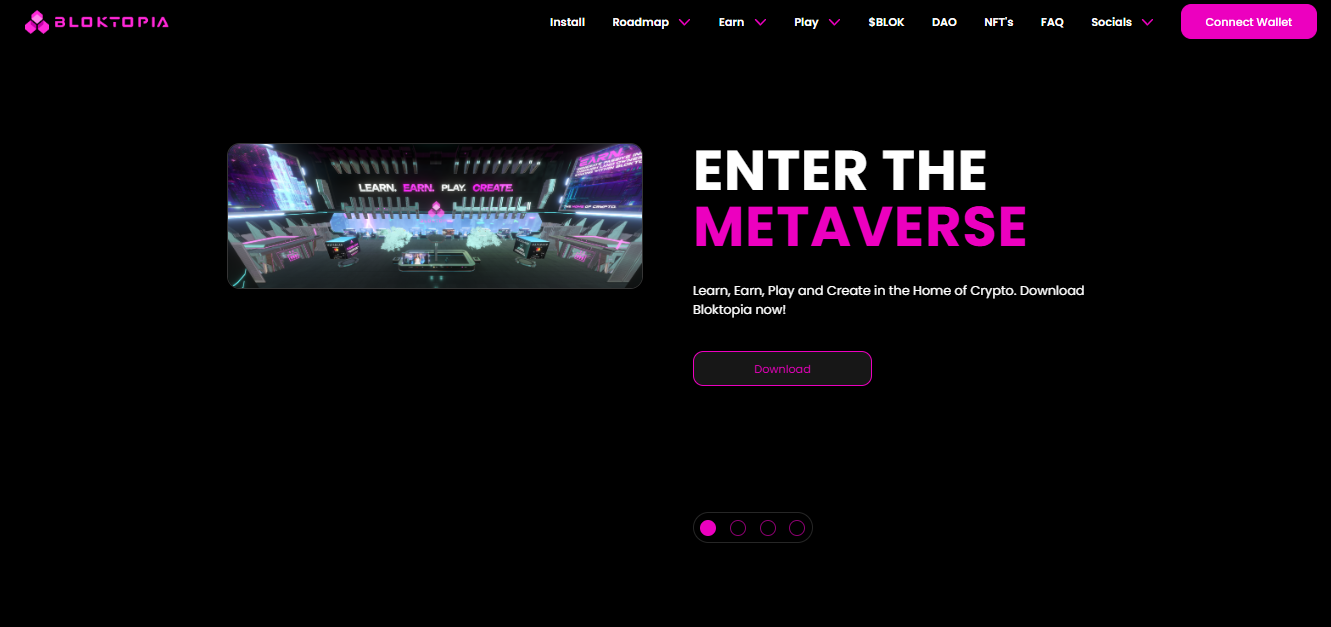 BLOKTOPIA
Install Roadmap Earn Play $BLOK DAO NFT's FAQ Socials Connect Wallet
LEARN. EARN. PLAY. CREATE.
EARN.
ENTER THE
METAVERSE
Learn, Earn, Play and Create in the Home of Crypto. Download
Bloktopia now!
Download